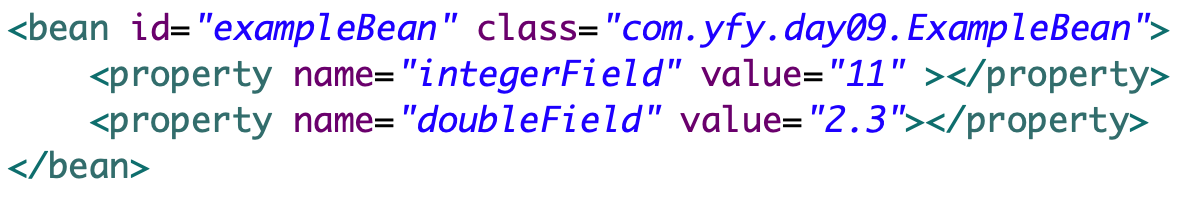 <bean id="exampleBean" class="com.yfy.day09.ExampleBean">
    <property name="integerField" value="11" ></property>
    <property name="doubleField" value="2.3"></property>
</bean>